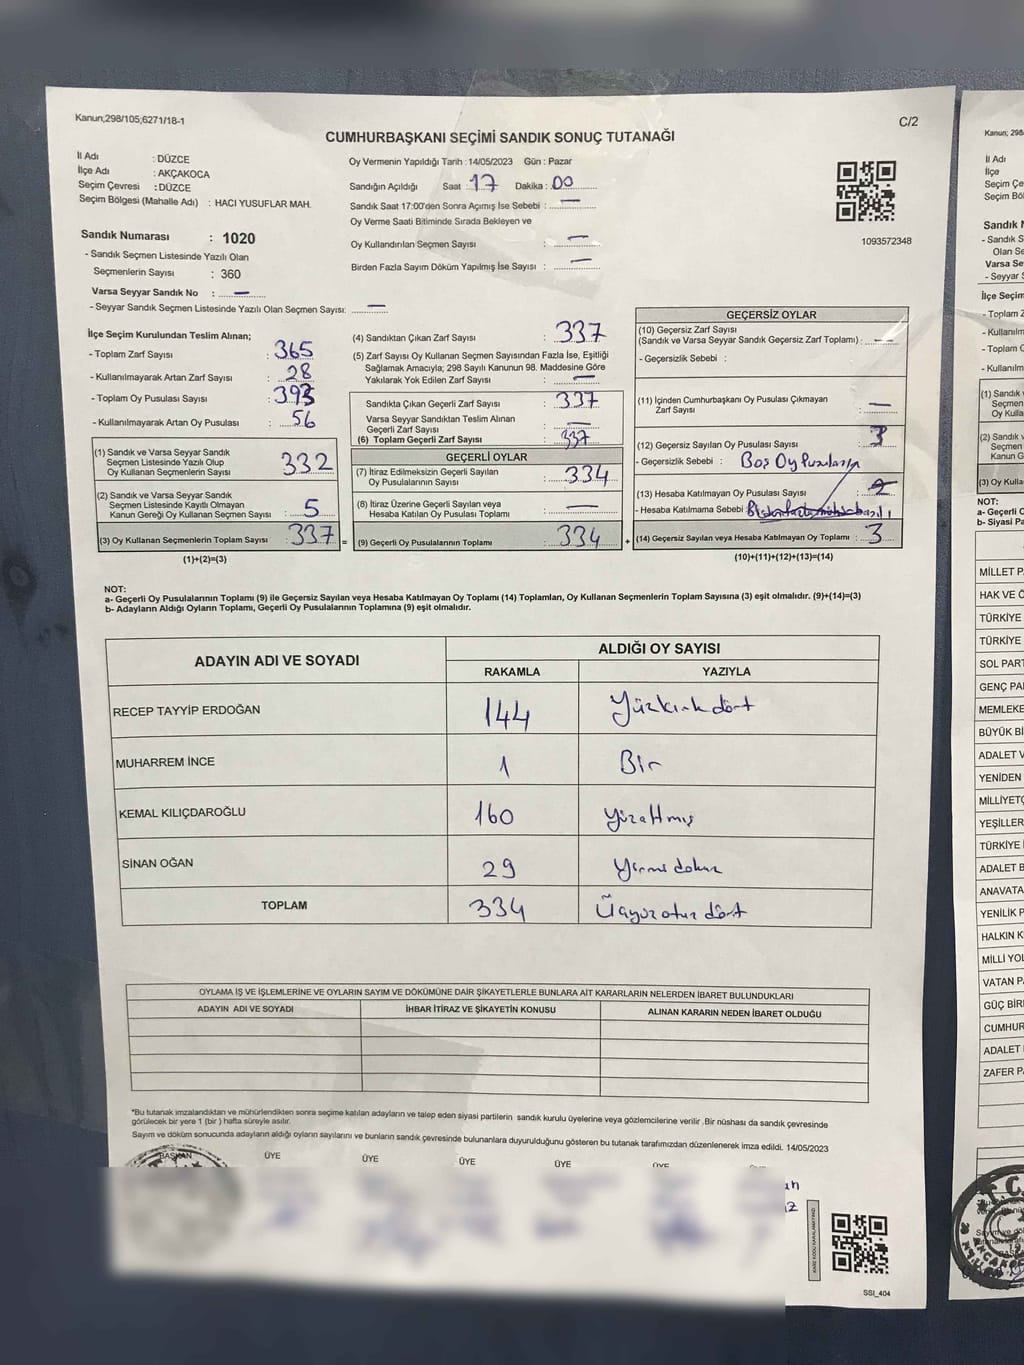 Kanun;298/105;6271/18-1
C/2
CUMHURBAŞKANI SEÇİMİ SANDIK SONUÇ TUTANAĞI
İl Adı : DÜZCE
İlçe Adı : AKÇAKOCA
Seçim Çevresi : DÜZCE
Seçim Bölgesi (Mahalle Adı) : HACI YUSUFLAR MAH.
Oy Vermenin Yapıldığı Tarih : 14/05/2023 Gün : Pazar
Sandığın Açıldığı Saat : 17 Dakika : 00
Sandık Saat 17:00'den Sonra Açımış İse Sebebi : —
Oy Verme Saati Bitiminde Sırada Bekleyen ve
Oy Kullandırılan Seçmen Sayısı : —
Birden Fazla Sayım Döküm Yapılmış İse Sayısı : —
1093572348
Sandık Numarası : 1020
- Sandık Seçmen Listesinde Yazılı Olan
Seçmenlerin Sayısı : 360
Varsa Seyyar Sandık No : —
- Seyyar Sandık Seçmen Listesinde Yazılı Olan Seçmen Sayısı: —
İlçe Seçim Kurulundan Teslim Alınan;
- Toplam Zarf Sayısı : 365
- Kullanılmayarak Artan Zarf Sayısı : 28
- Toplam Oy Pusulası Sayısı : 393
- Kullanılmayarak Artan Oy Pusulası : 56
(1) Sandık ve Varsa Seyyar Sandık
Seçmen Listesinde Yazılı Olup
Oy Kullanan Seçmenlerin Sayısı : 332
(2) Sandık ve Varsa Seyyar Sandık
Seçmen Listesinde Kayıtlı Olmayan
Kanun Gereği Oy Kullanan Seçmen Sayısı : 5
(3) Oy Kullanan Seçmenlerin Toplam Sayısı : 337 =
(1)+(2)=(3)
(4) Sandıktan Çıkan Zarf Sayısı : 337
(5) Zarf Sayısı Oy Kullanan Seçmen Sayısından Fazla İse, Eşitliği
Sağlamak Amacıyla; 298 Sayılı Kanunun 98. Maddesine Göre
Yakılarak Yok Edilen Zarf Sayısı : —
Sandıkta Çıkan Geçerli Zarf Sayısı : 337
Varsa Seyyar Sandıktan Teslim Alınan
Geçerli Zarf Sayısı : —
(6) Toplam Geçerli Zarf Sayısı : 337
GEÇERLİ OYLAR
(7) İtiraz Edilmeksizin Geçerli Sayılan
Oy Pusulalarının Sayısı : 334
(8) İtiraz Üzerine Geçerli Sayılan veya
Hesaba Katılan Oy Pusulası Toplamı : —
(9) Geçerli Oy Pusulalarının Toplamı : 334 +
GEÇERSİZ OYLAR
(10) Geçersiz Zarf Sayısı
(Sandık ve Varsa Seyyar Sandık Geçersiz Zarf Toplamı) : —
- Geçersizlik Sebebi :
(11) İçinden Cumhurbaşkanı Oy Pusulası Çıkmayan
Zarf Sayısı : —
(12) Geçersiz Sayılan Oy Pusulası Sayısı : 3
- Geçersizlik Sebebi : Boş Oy Pusulasıyla
(13) Hesaba Katılmayan Oy Pusulası Sayısı :
- Hesaba Katılmama Sebebi :
(14) Geçersiz Sayılan veya Hesaba Katılmayan Oy Toplamı : 3
(10)+(11)+(12)+(13)=(14)
NOT:
a- Geçerli Oy Pusulalarının Toplamı (9) ile Geçersiz Sayılan veya Hesaba Katılmayan Oy Toplamı (14) Toplamları, Oy Kullanan Seçmenlerin Toplam Sayısına (3) eşit olmalıdır. (9)+(14)=(3)
b- Adayların Aldığı Oyların Toplamı, Geçerli Oy Pusulalarının Toplamına (9) eşit olmalıdır.
ADAYIN ADI VE SOYADI
ALDIĞI OY SAYISI
RAKAMLA YAZIYLA
RECEP TAYYİP ERDOĞAN 144 Yüzkırkdört
MUHARREM İNCE 1 Bir
KEMAL KILIÇDAROĞLU 160 Yüzaltmış
SİNAN OĞAN 29 Yirmi dokuz
TOPLAM 334 Üçyüz otuz dört
OYLAMA İŞ VE İŞLEMLERİNE VE OYLARIN SAYIM VE DÖKÜMÜNE DAİR ŞİKAYETLERLE BUNLARA AİT KARARLARIN NELERDEN İBARET BULUNDUKLARI
ADAYIN ADI VE SOYADI İHBAR İTİRAZ VE ŞİKAYETİN KONUSU ALINAN KARARIN NEDEN İBARET OLDUĞU
*Bu tutanak imzalandıktan ve mühürlendikten sonra seçime katılan adayların ve talep eden siyasi partilerin sandık kurulu üyelerine veya gözlemcilerine verilir .Bir nüshası da sandık çevresinde
görülecek bir yere 1 (bir ) hafta süreyle asılır.
Sayım ve döküm sonucunda adayların aldığı oyların sayılarını ve bunların sandık çevresinde bulunanlara duyurulduğunu gösteren bu tutanak tarafımızdan düzenlenerek imza edildi. 14/05/2023
BAŞKAN ÜYE ÜYE ÜYE ÜYE ÜYE
SSI_404
Kanun; 298
İl Adı
İlçe
Seçim Çe
Seçim Böl
Sandık N
- Sandık S
Olan Se
Varsa Se
- Seyyar S
İlçe Seçim
- Toplam Z
- Kullanılm
- Toplam O
- Kullanılm
(1) Sandık v
Seçmen
Oy Kulla
(2) Sandık ve
Seçmen
Kanun G
(3) Oy Kulla
NOT:
a- Geçerli O
b- Siyasi Pa
MİLLET PA
HAK VE Ö
TÜRKİYE
TÜRKİYE
SOL PART
GENÇ PA
MEMLEKE
BÜYÜK Bİ
ADALET V
YENİDEN
MİLLİYETÇ
YEŞİLLER
TÜRKİYE
ADALET B
ANAVATA
YENİLİK P
HALKIN K
MİLLİ YOL
VATAN PA
GÜÇ BİR
CUMHUR
ADALET
ZAFER PA